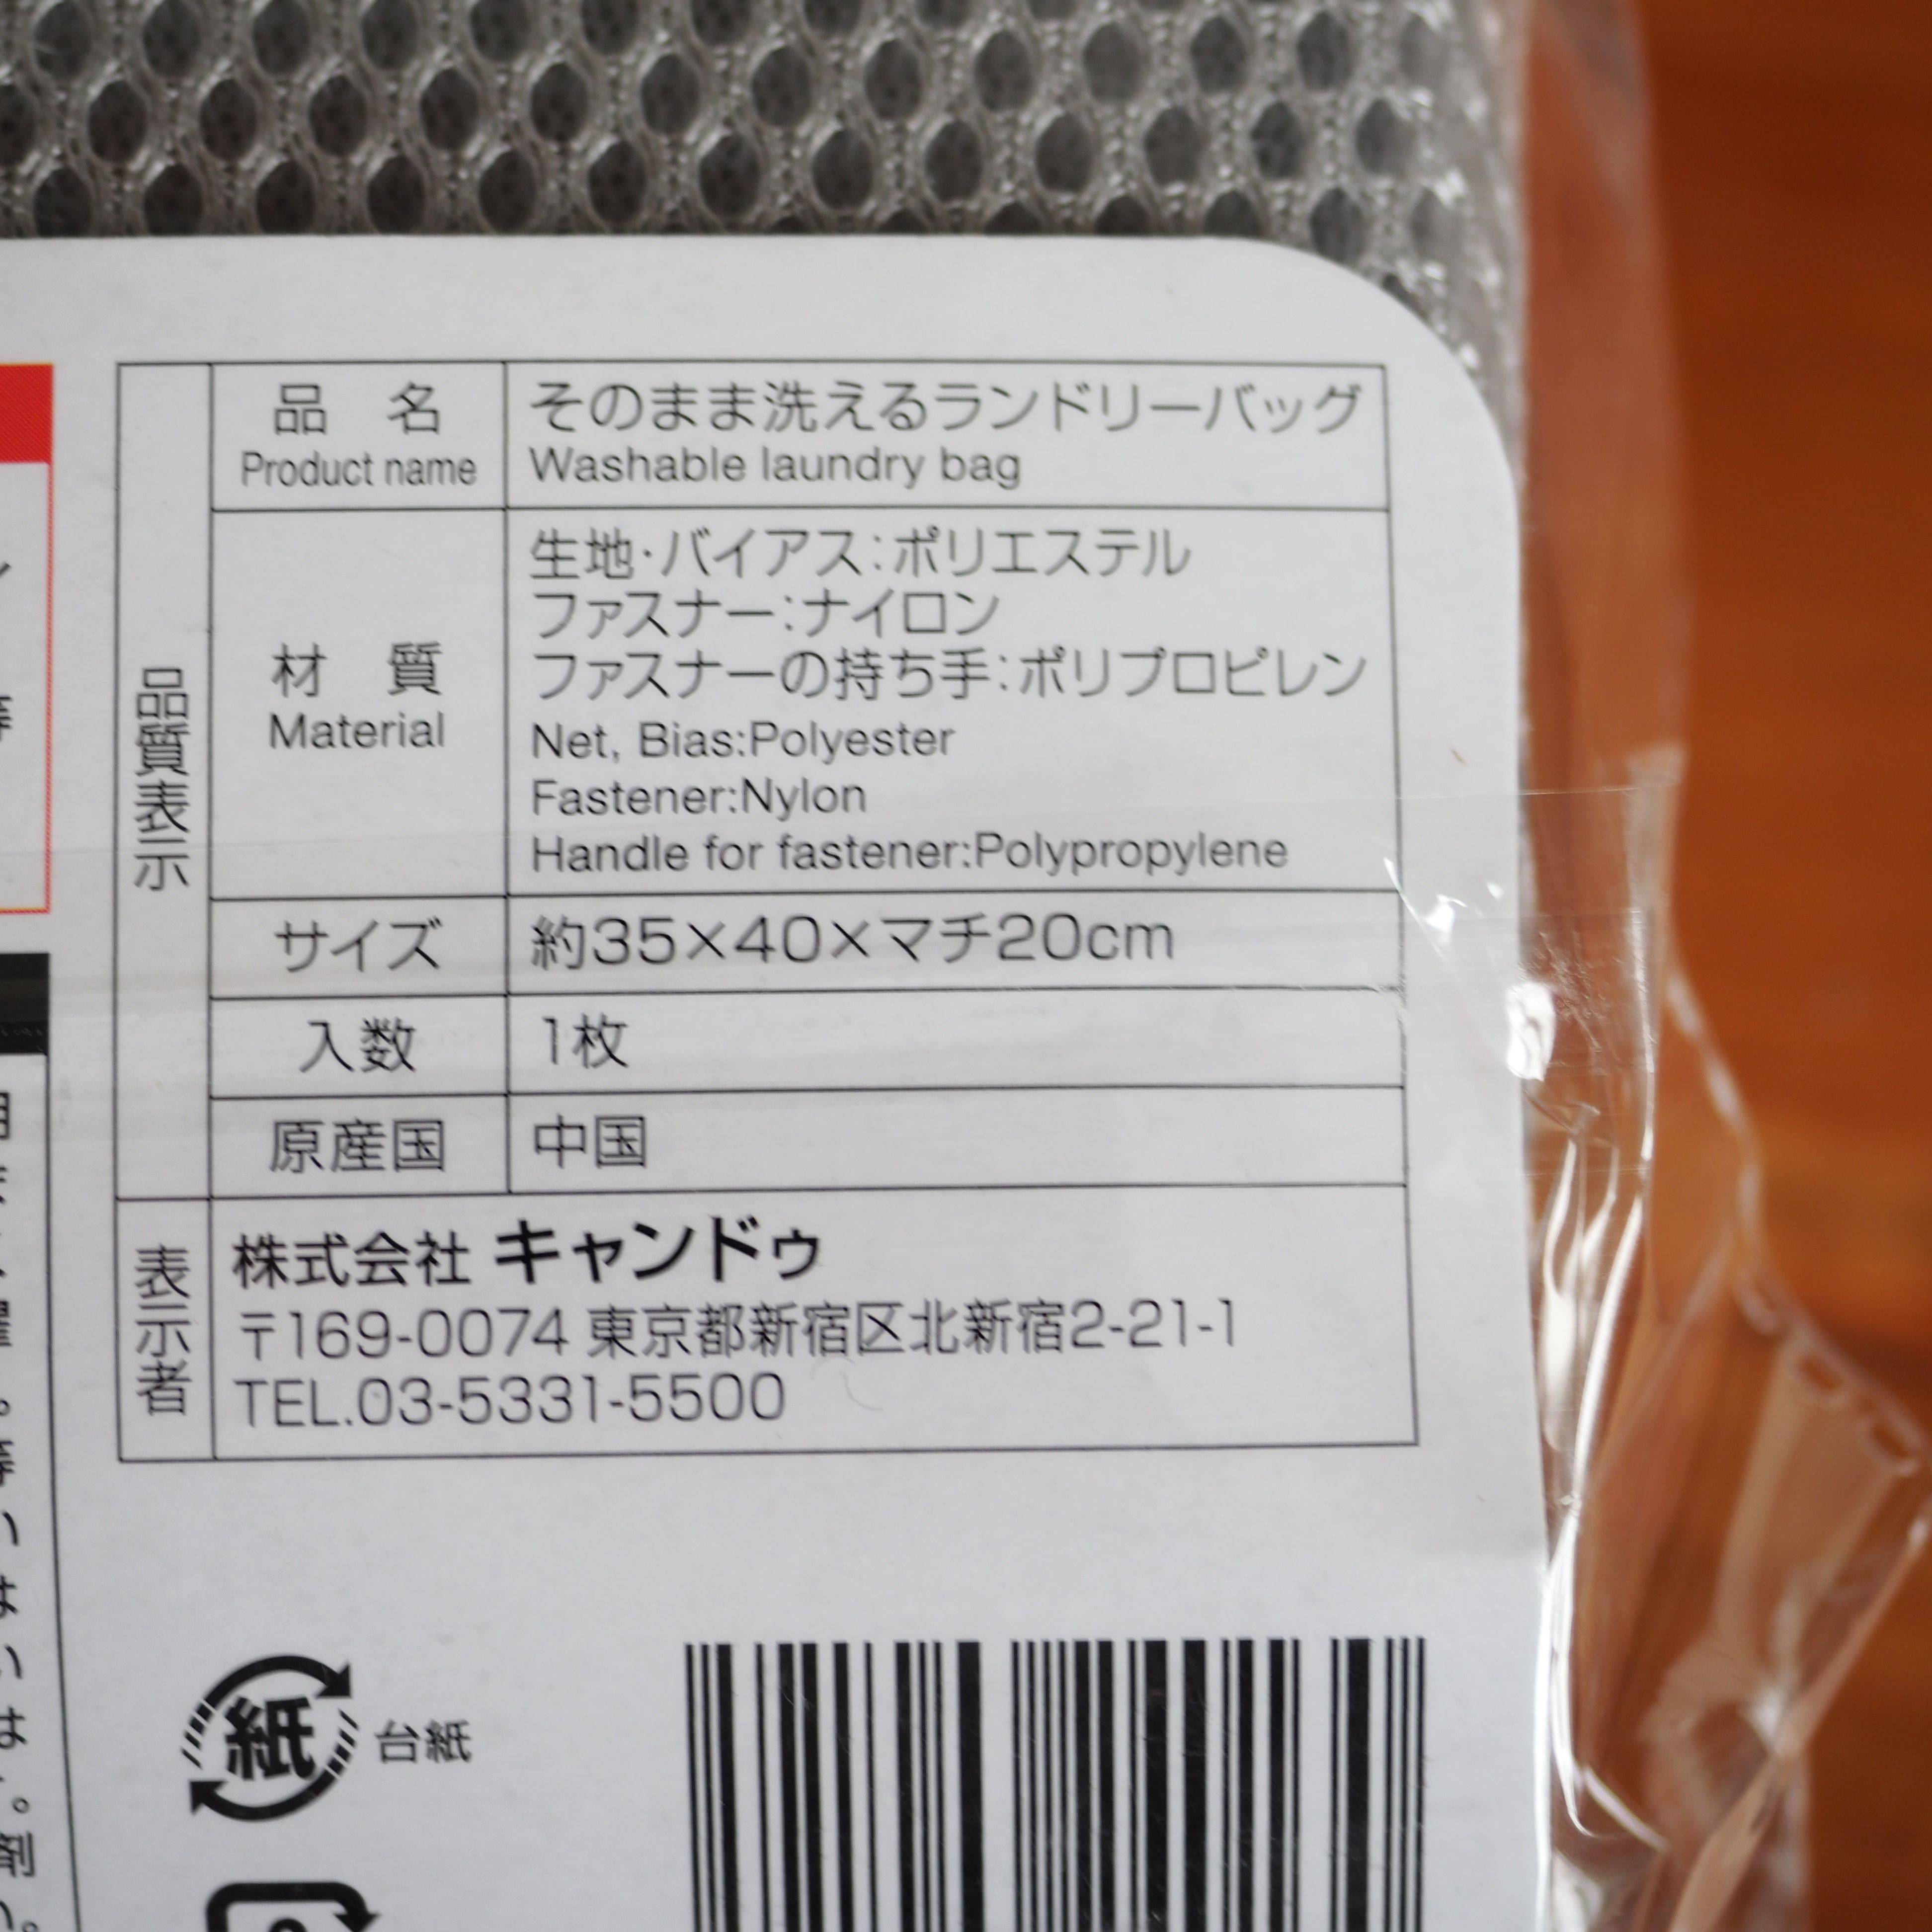 品質表示
品 名
Product name
そのまま洗えるランドリーバッグ
Washable laundry bag
材 質
Material
生地・バイアス:ポリエステル
ファスナー:ナイロン
ファスナーの持ち手:ポリプロピレン
Net, Bias:Polyester
Fastener:Nylon
Handle for fastener:Polypropylene
サイズ
約35×40×マチ20cm
入数
1枚
原産国
中国
表示者
株式会社 キャンドゥ
〒169-0074 東京都新宿区北新宿2-21-1
TEL.03-5331-5500
紙
台紙